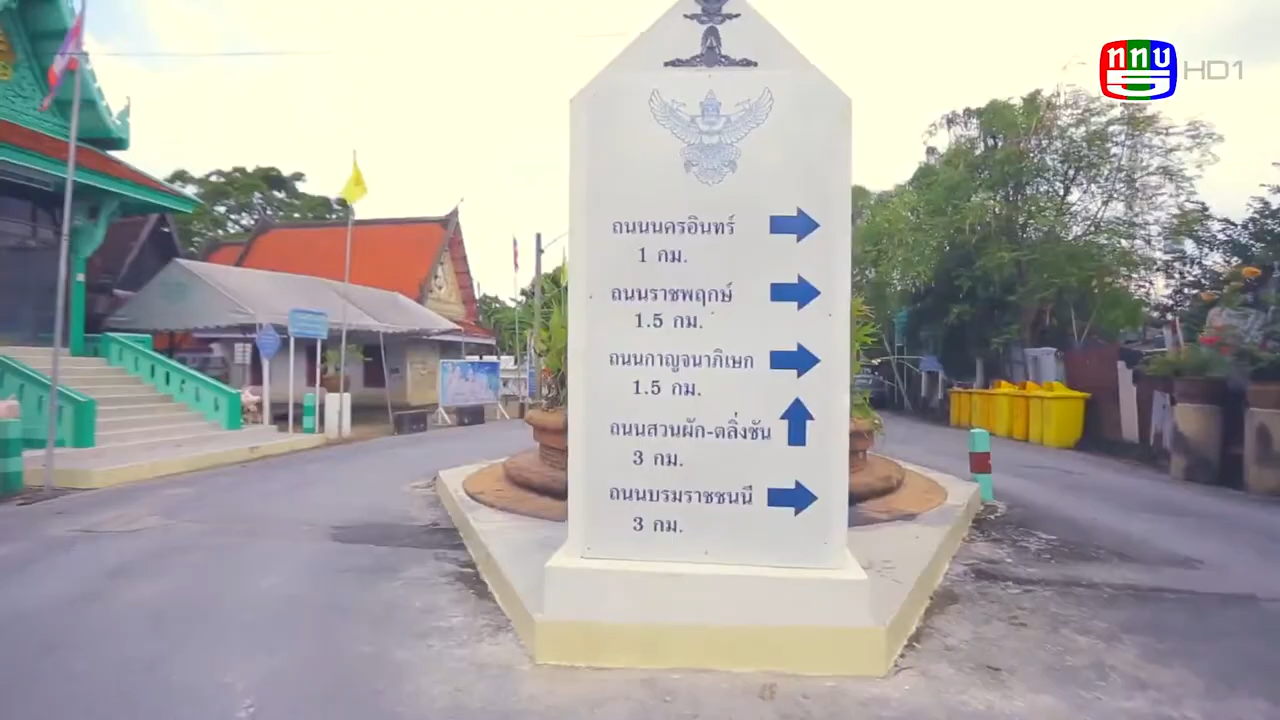 ททบ
5
HD1
ถนนนครอินทร์
1 กม.
ถนนราชพฤกษ์
1.5 กม.
ถนนกาญจนาภิเษก
1.5 กม.
ถนนสวนผัก-ตลิ่งชัน
3 กม.
ถนนบรมราชชนนี
3 กม.